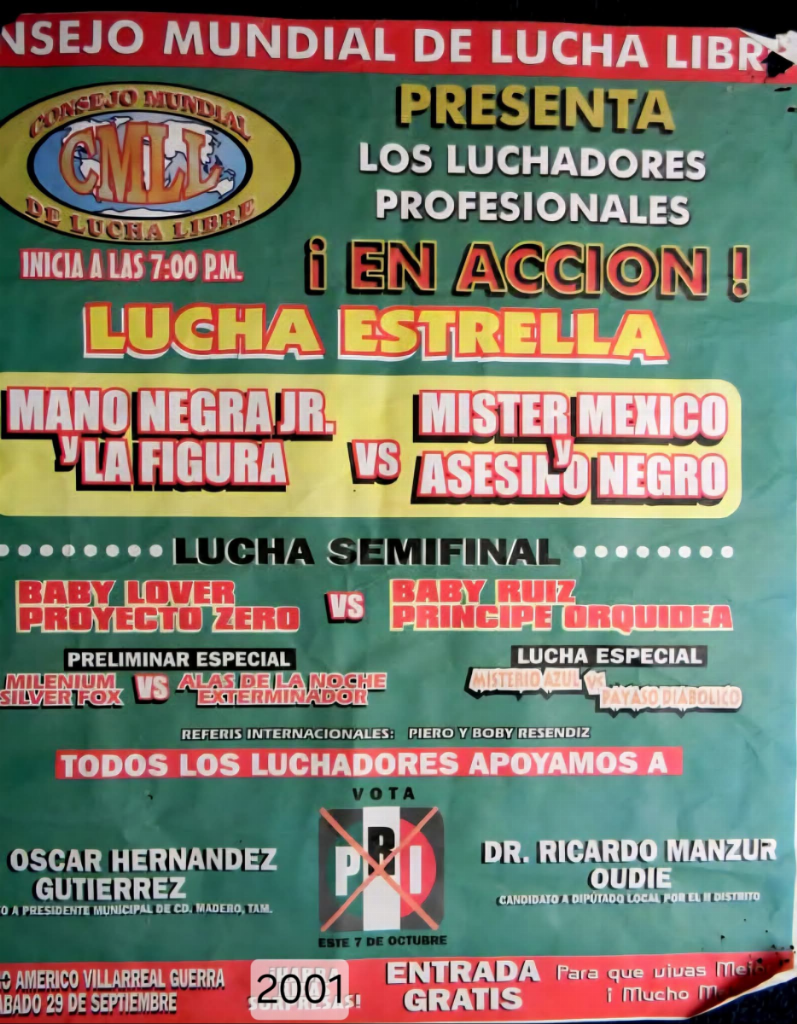 NSEJO MUNDIAL DE LUCHA LIBR
CONSEJO MUNDIAL
CMLL
DE LUCHA LIBRE
PRESENTA
LOS LUCHADORES
PROFESIONALES
INICIA A LAS 7:00 P.M.
¡ EN ACCION !
LUCHA ESTRELLA
MANO NEGRA JR.
y LA FIGURA
VS
MISTER MEXICO
y
ASESINO NEGRO
LUCHA SEMIFINAL
BABY LOVER
PROYECTO ZERO
VS
BABY RUIZ
PRINCIPE ORQUIDEA
PRELIMINAR ESPECIAL
MILENIUM
SILVER FOX
VS
ALAS DE LA NOCHE
EXTERMINADOR
LUCHA ESPECIAL
MISTERIO AZUL VS
PAYASO DIABOLICO
REFERIS INTERNACIONALES: PIERO Y BOBY RESENDIZ
TODOS LOS LUCHADORES APOYAMOS A
VOTA
PRI
ESTE 7 DE OCTUBRE
OSCAR HERNANDEZ
GUTIERREZ
O A PRESIDENTE MUNICIPAL DE CD. MADERO, TAM.
DR. RICARDO MANZUR
OUDIE
CANDIDATO A DIPUTADO LOCAL POR EL DISTRITO
O AMERICO VILLARREAL GUERRA
ABADO 29 DE SEPTIEMBRE
2001
ENTRADA
GRATIS
Para que vivas Mejo
¡ Mucho M